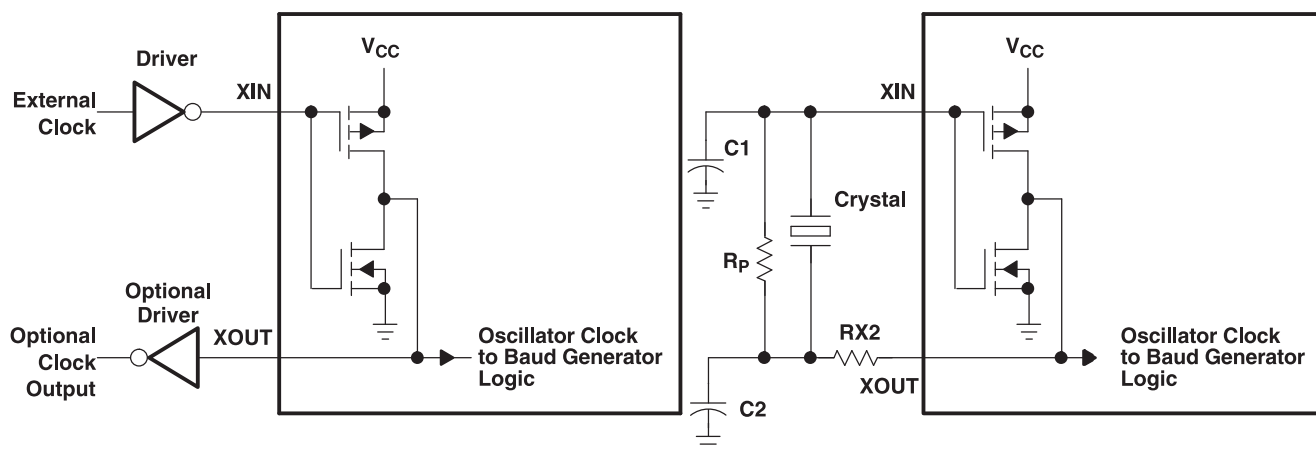 Driver
External
Clock
XIN
VCC
Optional
Driver
Optional
Clock
Output
XOUT
Oscillator Clock
to Baud Generator
Logic
C1
RP
Crystal
RX2
C2
XIN
XOUT
VCC
Oscillator Clock
to Baud Generator
Logic